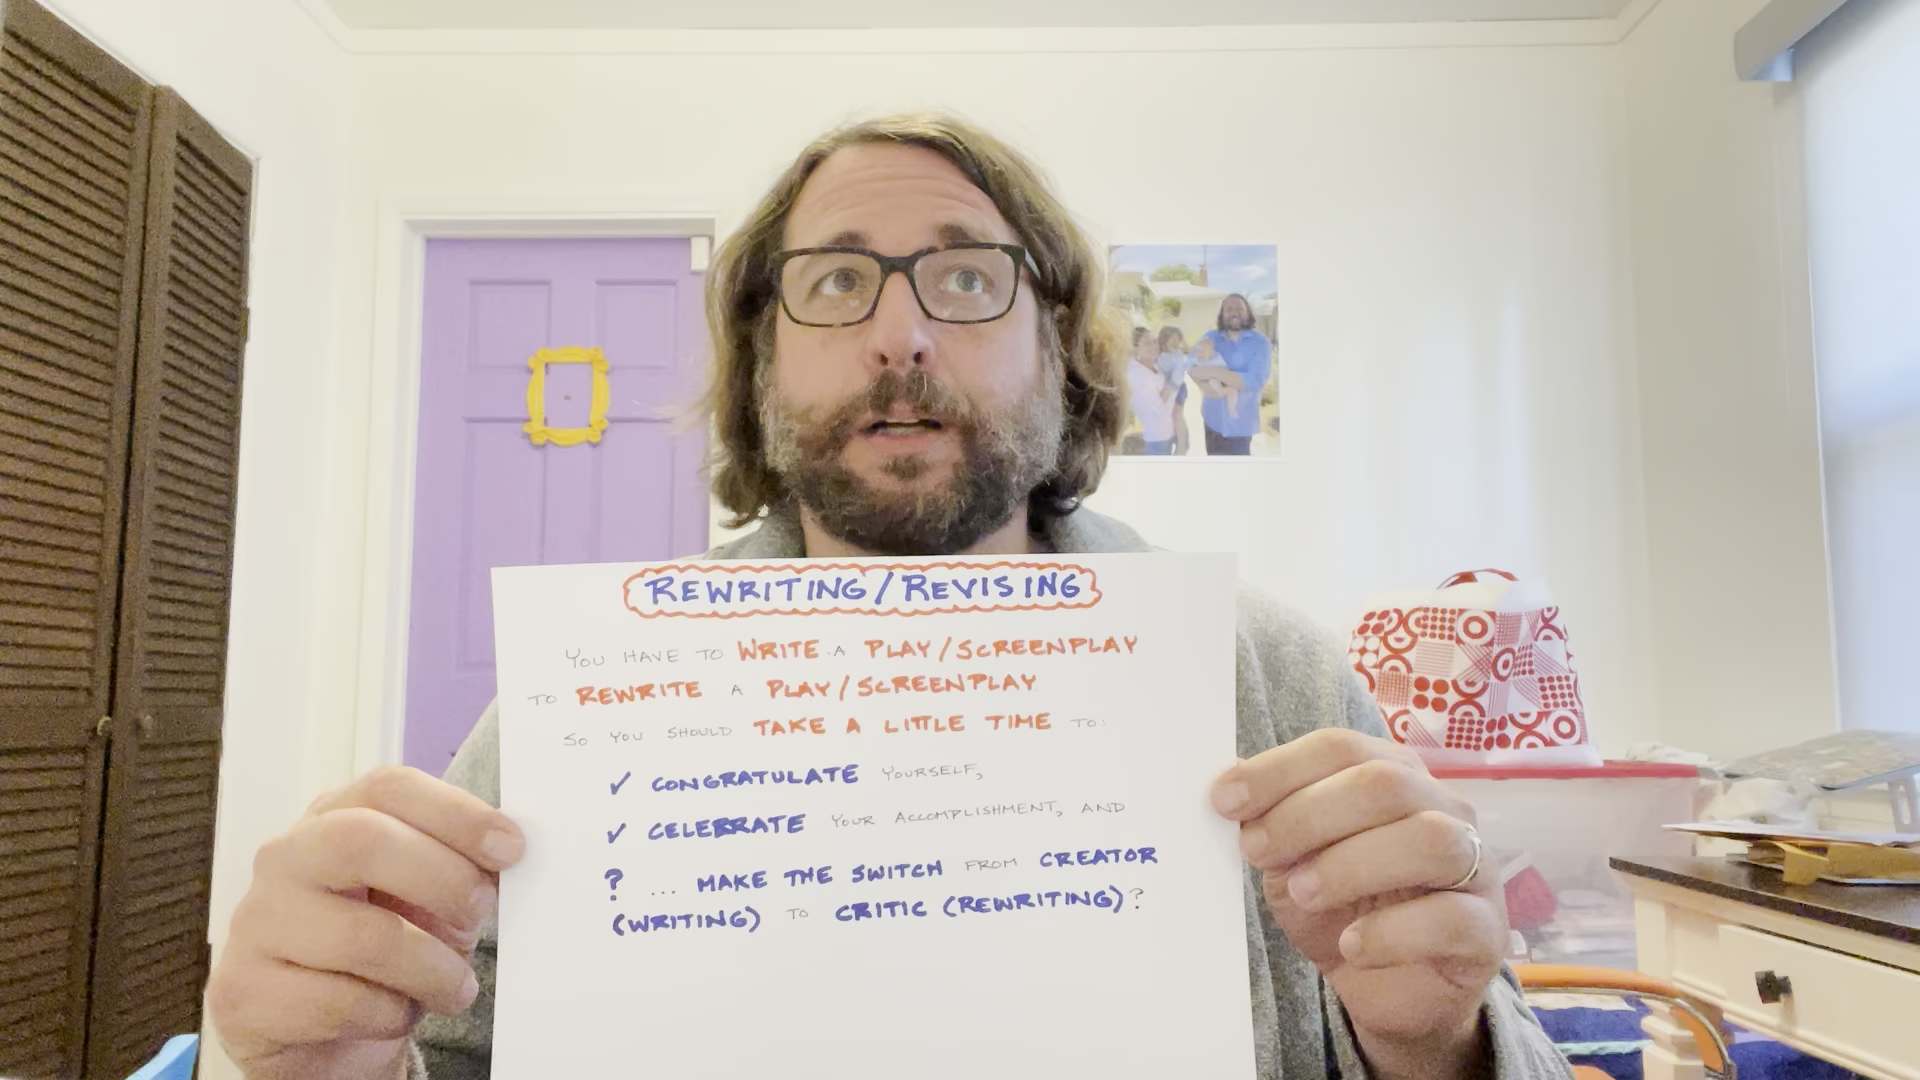 REWRITING/REVISING
YOU HAVE TO WRITE A PLAY/SCREENPLAY
TO REWRITE A PLAY/SCREENPLAY
SO YOU SHOULD TAKE A LITTLE TIME TO:
✓ CONGRATULATE YOURSELF,
✓ CELEBRATE YOUR ACCOMPLISHMENT, AND
? ... MAKE THE SWITCH FROM CREATOR
(WRITING) TO CRITIC (REWRITING)?